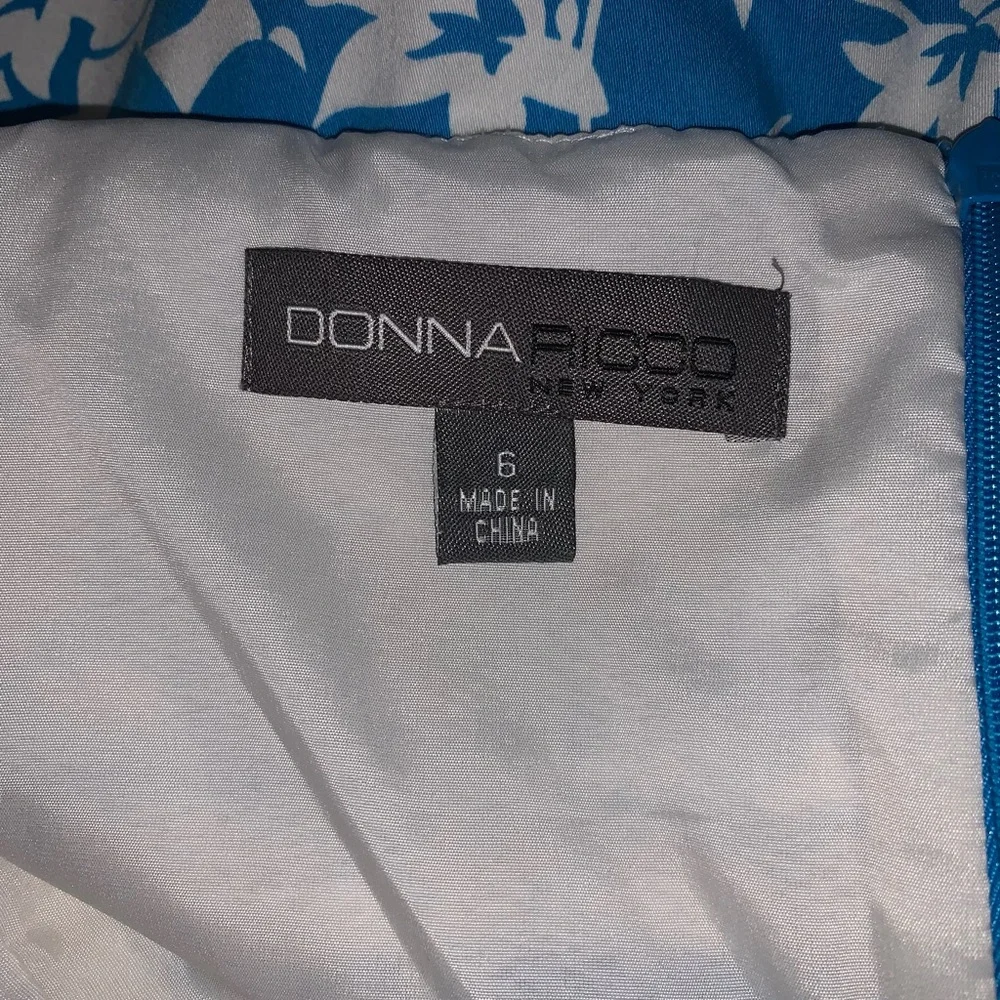 DONNA RICCO
NEW YORK
6
MADE IN
CHINA